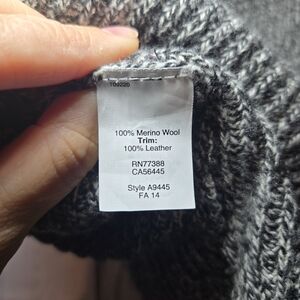 100% Merino Wool
Trim:
100% Leather
RN77388
CA56445
Style A9445
FA 14